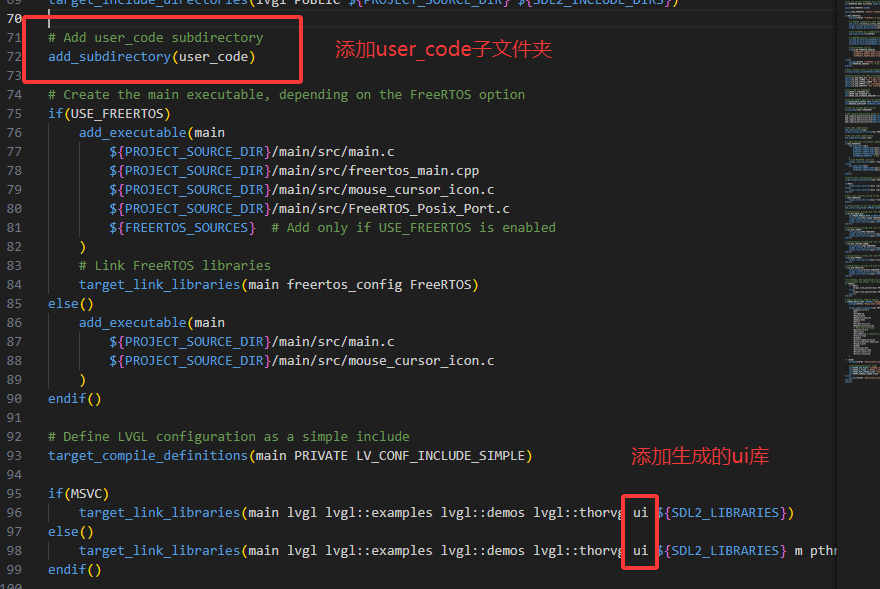 69 target_include_directories(lvgl PUBLIC ${PROJECT_SOURCE_DIR} ${SDL2_INCLUDE_DIRS})
70
71 # Add user_code subdirectory
添加user_code子文件夹
72 add_subdirectory(user_code)
73
74 # Create the main executable, depending on the FreeRTOS option
75 if(USE_FREERTOS)
76 add_executable(main
77 ${PROJECT_SOURCE_DIR}/main/src/main.c
78 ${PROJECT_SOURCE_DIR}/main/src/freertos_main.cpp
79 ${PROJECT_SOURCE_DIR}/main/src/mouse_cursor_icon.c
80 ${PROJECT_SOURCE_DIR}/main/src/FreeRTOS_Posix_Port.c
81 ${FREERTOS_SOURCES} # Add only if USE_FREERTOS is enabled
82 )
83 # Link FreeRTOS libraries
84 target_link_libraries(main freertos_config FreeRTOS)
85 else()
86 add_executable(main
87 ${PROJECT_SOURCE_DIR}/main/src/main.c
88 ${PROJECT_SOURCE_DIR}/main/src/mouse_cursor_icon.c
89 )
90 endif()
91
92 # Define LVGL configuration as a simple include
93 target_compile_definitions(main PRIVATE LV_CONF_INCLUDE_SIMPLE)
添加生成的ui库
94
95 if(MSVC)
96 target_link_libraries(main lvgl lvgl::examples lvgl::demos lvgl::thorvg ui ${SDL2_LIBRARIES})
97 else()
98 target_link_libraries(main lvgl lvgl::examples lvgl::demos lvgl::thorvg ui ${SDL2_LIBRARIES} m pthr
99 endif()
100